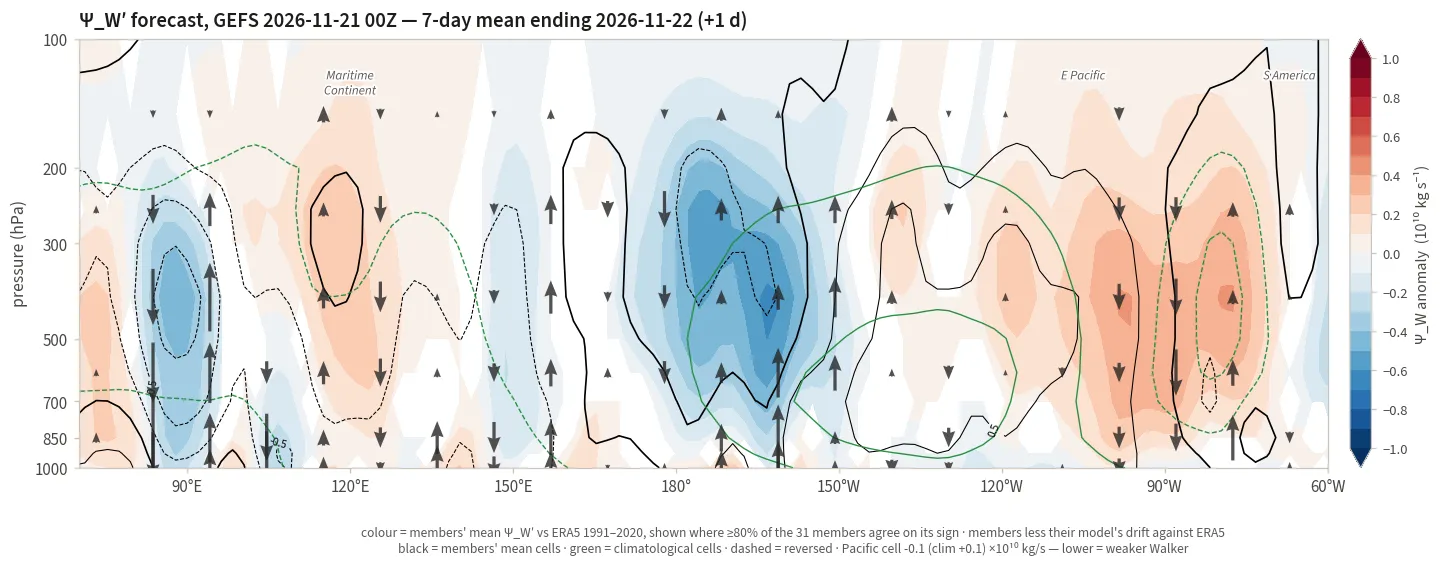 Ψ_W′ forecast, GEFS 2026-11-21 00Z — 7-day mean ending 2026-11-22 (+1 d)
Maritime
Continent
E Pacific
S America
100
200
300
400
500
700
850
1000
pressure (hPa)
90°E
120°E
150°E
180°
150°W
120°W
90°W
60°W
0.5
0.5
1.0
0.8
0.6
0.4
0.2
0.0
−0.2
−0.4
−0.6
−0.8
−1.0
Ψ_W anomaly (10¹⁰ kg s⁻¹)
colour = members' mean Ψ_W′ vs ERA5 1991–2020, shown where ≥80% of the 31 members agree on its sign · members less their model's drift against ERA5
black = members' mean cells · green = climatological cells · dashed = reversed · Pacific cell -0.1 (clim +0.1) ×10¹⁰ kg/s — lower = weaker Walker